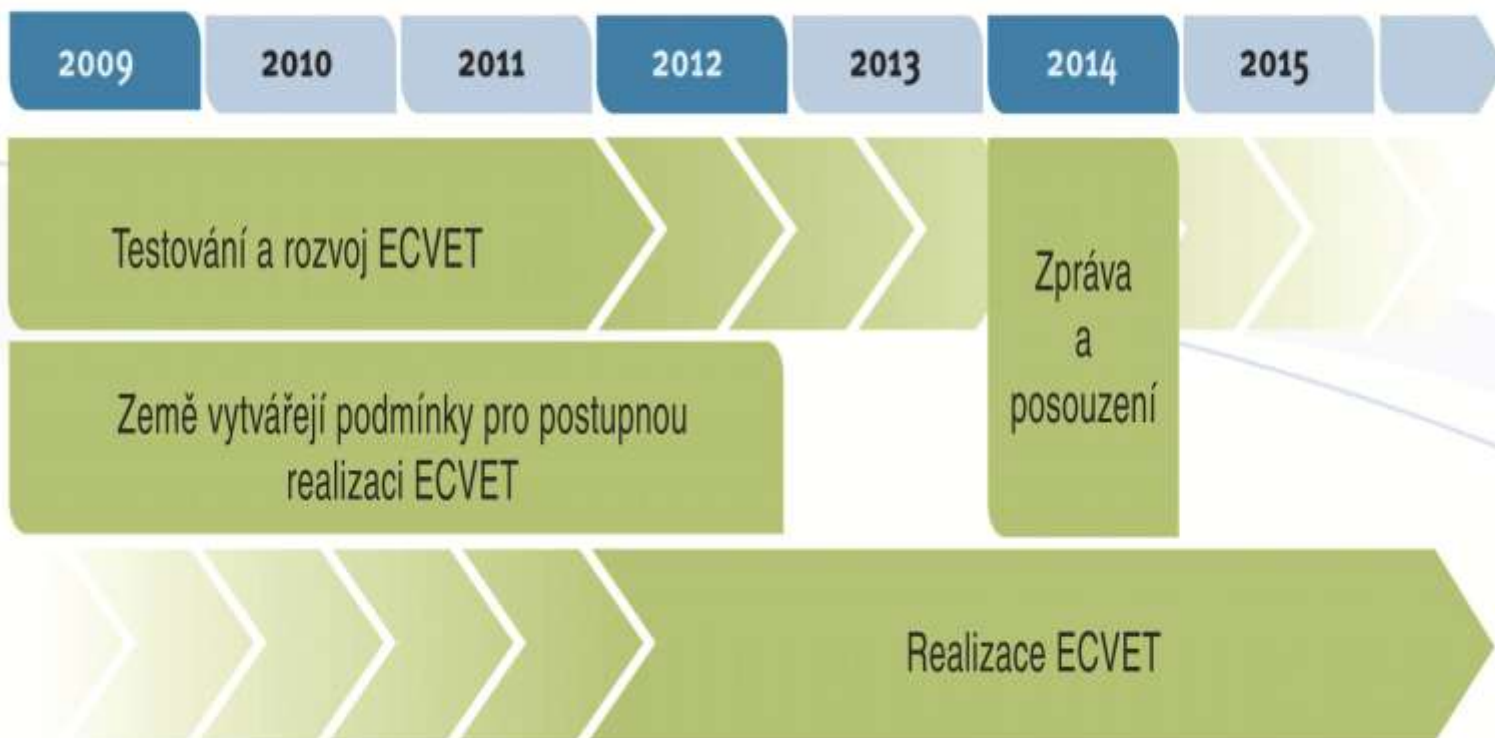 2009 2010 2011 2012 2013 2014 2015
Testování a rozvoj ECVET
Zpráva
a
posouzení
Země vytvářejí podmínky pro postupnou
realizaci ECVET
Realizace ECVET